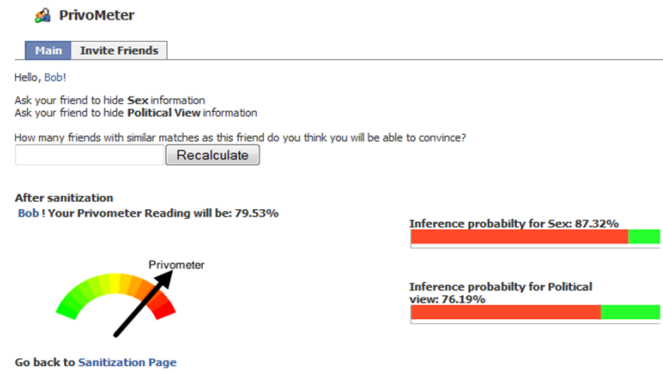 PrivoMeter
Main Invite Friends
Hello, Bob!
Ask your friend to hide Sex information
Ask your friend to hide Political View information
How many friends with similar matches as this friend do you think you will be able to convince?
Recalculate
After sanitization
Bob ! Your Privometer Reading will be: 79.53%
Privometer
Inference probabilty for Sex: 87.32%
Inference probabilty for Political
view: 76.19%
Go back to Sanitization Page